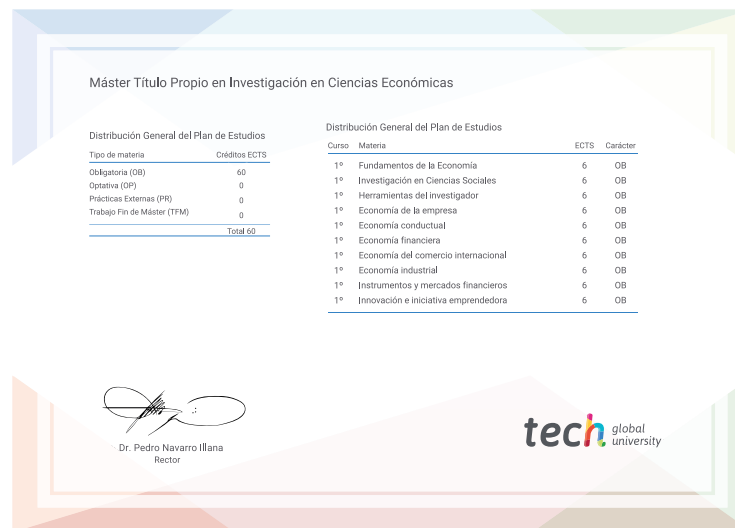 Máster Título Propio en Investigación en Ciencias Económicas
Distribución General del Plan de Estudios
Tipo de materia Créditos ECTS
Obligatoria (OB) 60
Optativa (OP) 0
Prácticas Externas (PR) 0
Trabajo Fin de Máster (TFM) 0
Total 60
Distribución General del Plan de Estudios
Curso Materia ECTS Carácter
1º Fundamentos de la Economía 6 OB
1º Investigación en Ciencias Sociales 6 OB
1º Herramientas del investigador 6 OB
1º Economía de la empresa 6 OB
1º Economía conductual 6 OB
1º Economía financiera 6 OB
1º Economía del comercio internacional 6 OB
1º Economía industrial 6 OB
1º Instrumentos y mercados financieros 6 OB
1º Innovación e iniciativa emprendedora 6 OB
Dr. Pedro Navarro Illana
Rector
tech global
university